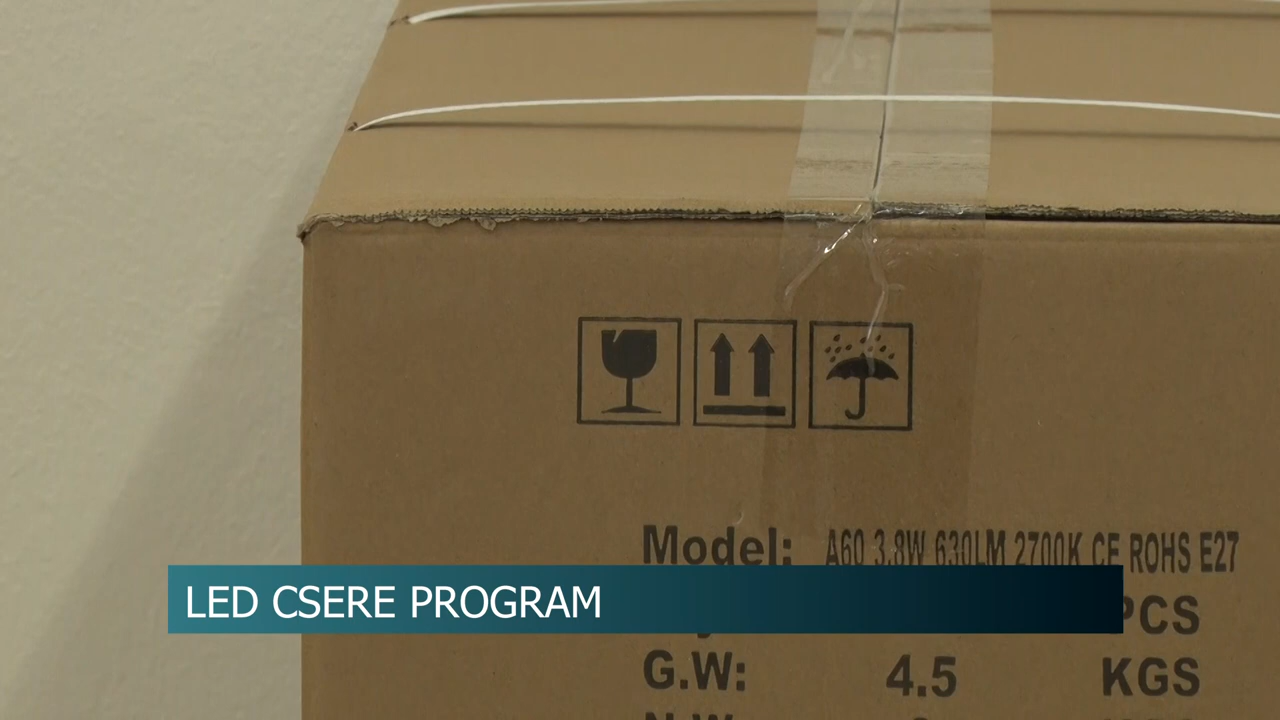 Model: A60 3.8W 630LM 2700K CE ROHS E27
LED CSERE PROGRAM
PCS
G.W: 4.5 KGS
N.W: